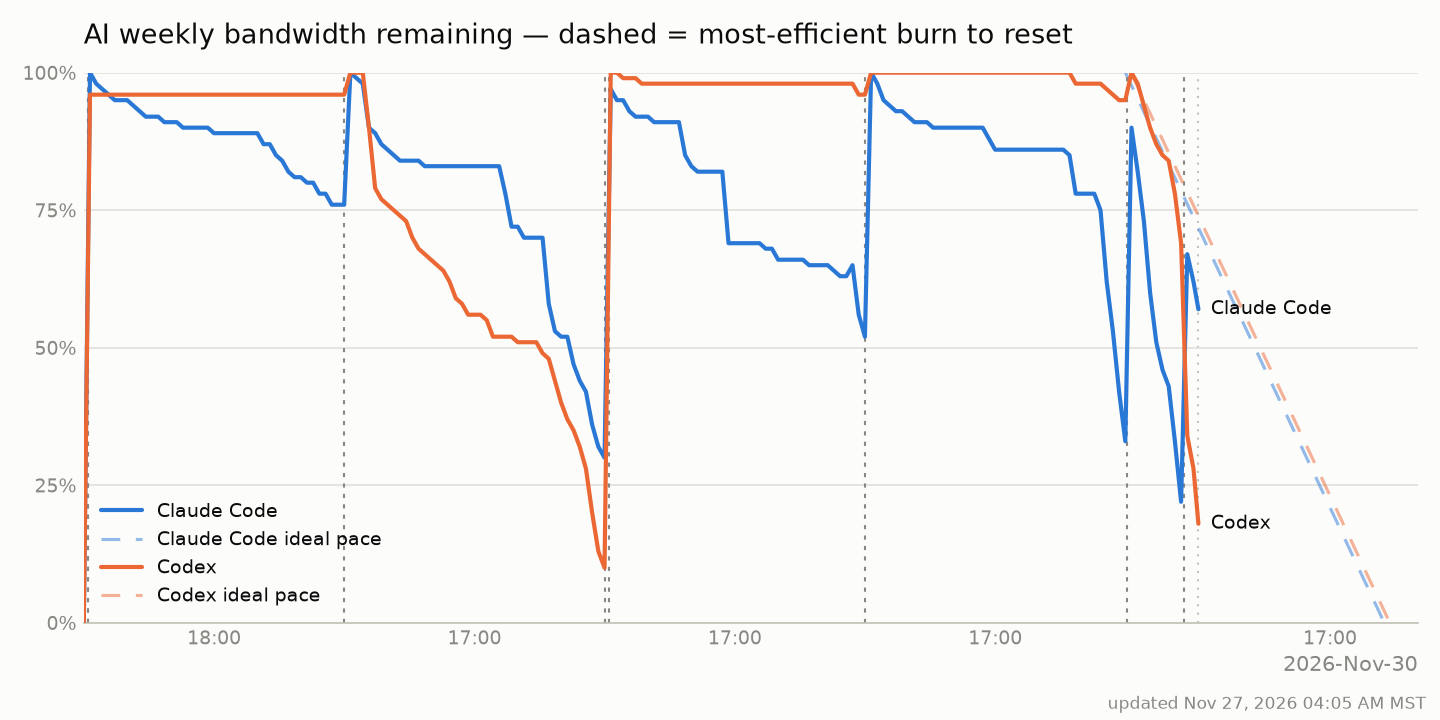 AI weekly bandwidth remaining — dashed = most-efficient burn to reset
100%
75%
50%
25%
0%
Claude Code
Codex
Claude Code
Claude Code ideal pace
Codex
Codex ideal pace
18:00 17:00 17:00 17:00 17:00
2026-Nov-30
updated Nov 27, 2026 04:05 AM MST